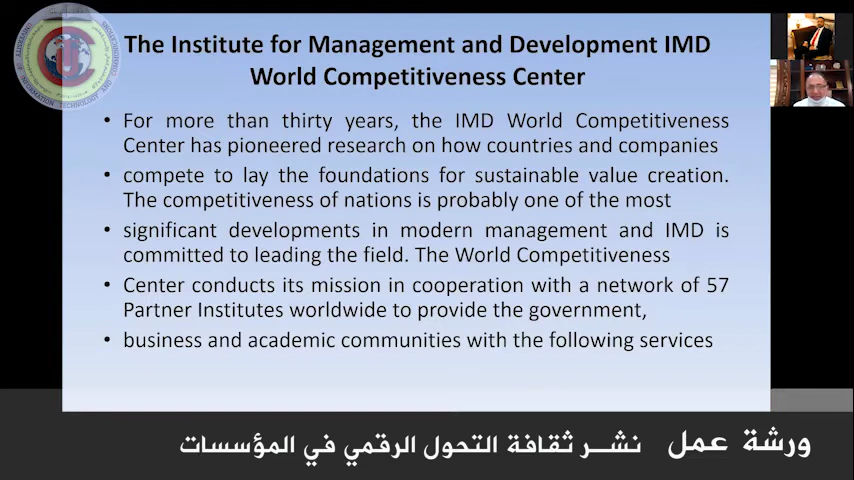 The Institute for Management and Development IMD
World Competitiveness Center
• For more than thirty years, the IMD World Competitiveness
Center has pioneered research on how countries and companies
• compete to lay the foundations for sustainable value creation.
The competitiveness of nations is probably one of the most
• significant developments in modern management and IMD is
committed to leading the field. The World Competitiveness
• Center conducts its mission in cooperation with a network of 57
Partner Institutes worldwide to provide the government,
• business and academic communities with the following services
ورشة عمل نشـر ثقافة التحول الرقمي في المؤسسات